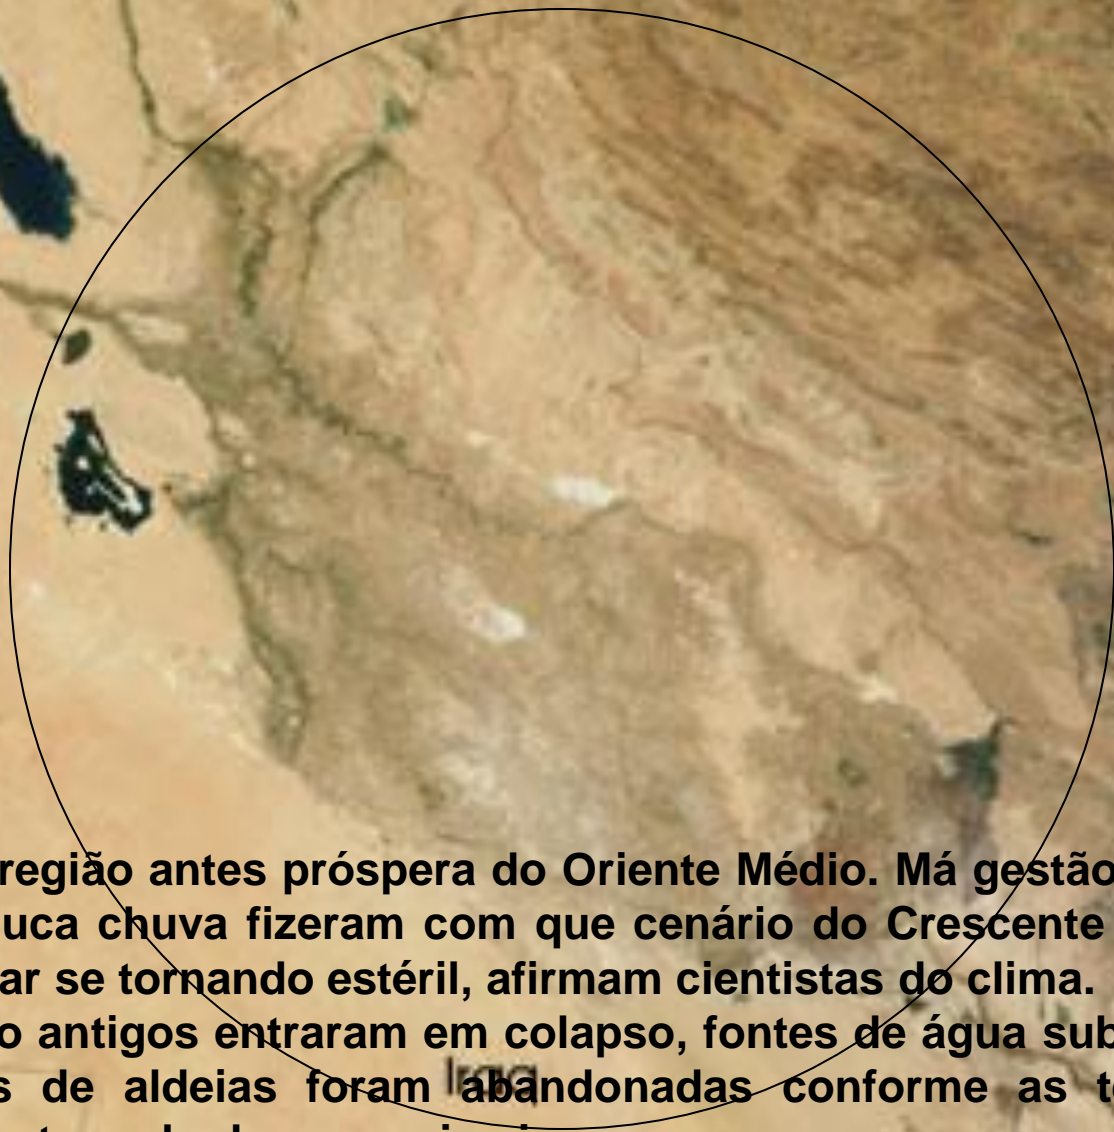 região antes próspera do Oriente Médio. Má gestão
uca chuva fizeram com que cenário do Crescente
ar se tornando estéril, afirmam cientistas do clima.
o antigos entraram em colapso, fontes de água sub
s de aldeias foram abandonadas conforme as t
Iraq